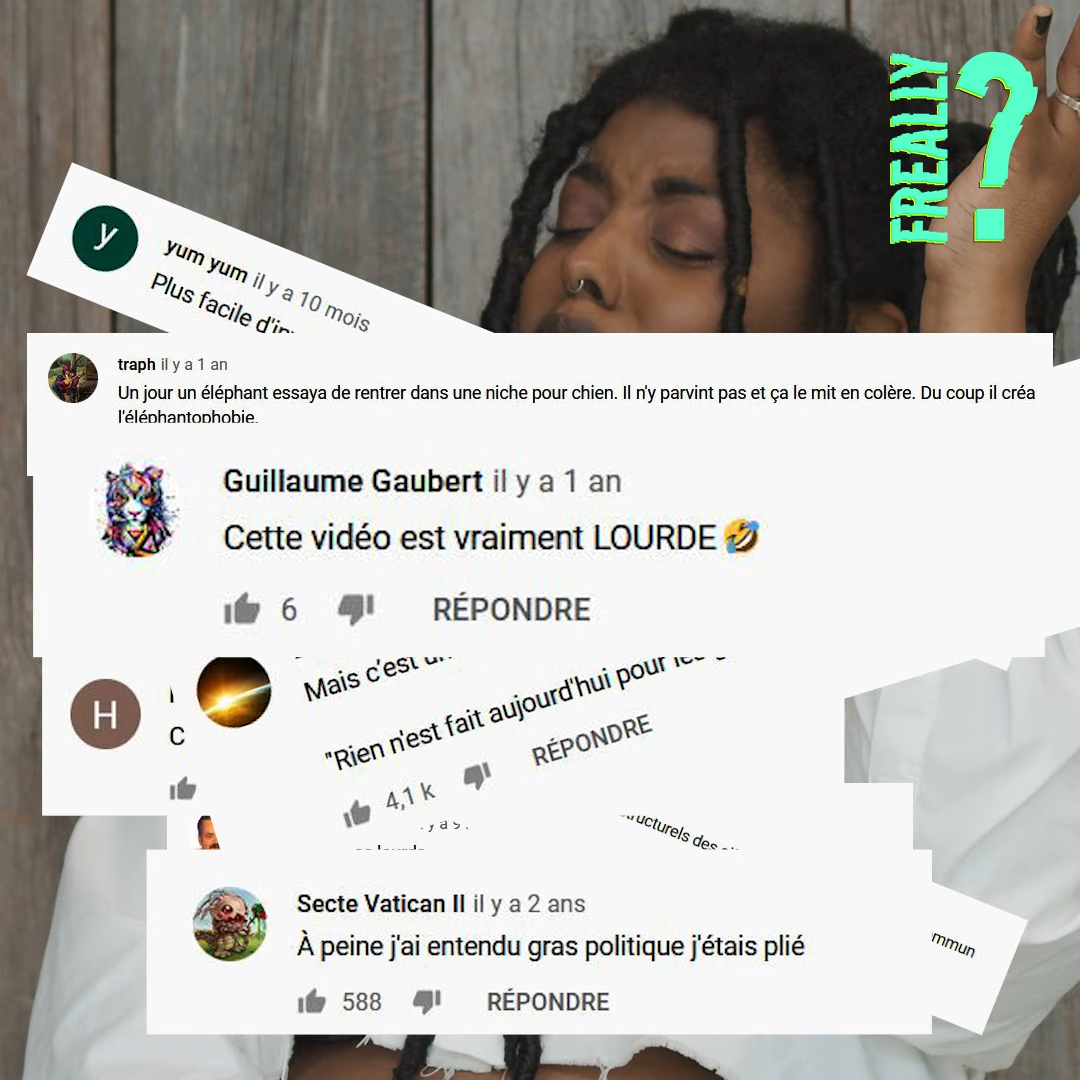 FREALLY
?
y
yum yum il y a 10 mois
Plus facile
traph il y a 1 an
Un jour un éléphant essaya de rentrer dans une niche pour chien. Il n'y parvint pas et ça le mit en colère. Du coup il créa
l'éléphantophobie.
Guillaume Gaubert il y a 1 an
Cette vidéo est vraiment LOURDE 🤣
6 RÉPONDRE
H
C
Mais c'est
"Rien n'est fait aujourd'hui pour
4,1 k RÉPONDRE
Secte Vatican II il y a 2 ans
À peine j'ai entendu gras politique j'étais plié
588 RÉPONDRE